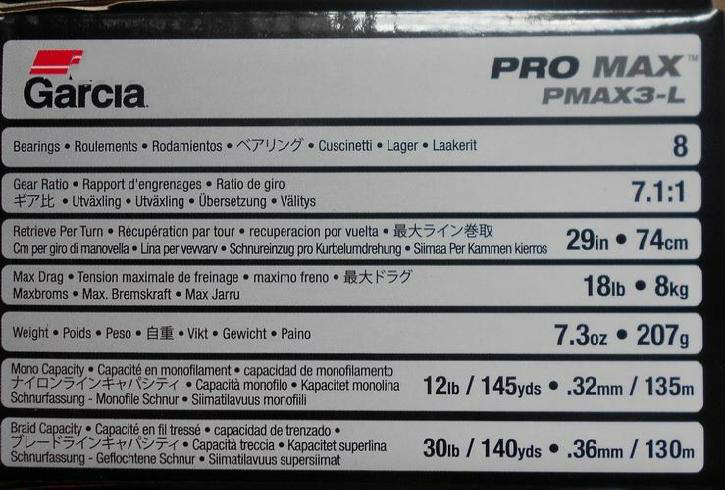 Garcia
PRO MAX™
PMAX3-L
Bearings • Roulements • Rodamientos • ベアリング • Cuscinetti • Lager • Laakerit
8
Gear Ratio • Rapport d'engrenages • Ratio de giro
ギア比 • Utväxling • Utväxling • Übersetzung • Välitys
7.1:1
Retrieve Per Turn • Récupération par tour • recuperacion por vuelta • 最大ライン巻取
Cm per giro di manovella • Lina per vevvarv • Schnureinzug pro Kurtelumdrehung • Siimaa Per Kammen kierros
29in • 74cm
Max Drag • Tension maximale de freinage • maximo freno • 最大ドラグ
Maxbroms • Max. Bremskraft • Max Jarru
18lb • 8kg
Weight • Poids • Peso • 自重 • Vikt • Gewicht • Paino
7.3oz • 207g
Mono Capacity • Capacité en monofilament • capacidad de monofilamento
ナイロンラインキャパシティ • Capacità monofilo • Kapacitet monolina
Schnurfassung - Monofile Schnur • Siimatilavuus morofiili
12lb / 145yds • .32mm / 135m
Braid Capacity • Capacité en fil tressé • capacidad de trenzado •
ブレードラインキャパシティ • Capacità treccia • Kapacitet superlina
Schnurfassung - Geflochtene Schnur • Siimatilavuus supersiimat
30lb / 140yds • .36mm / 130m